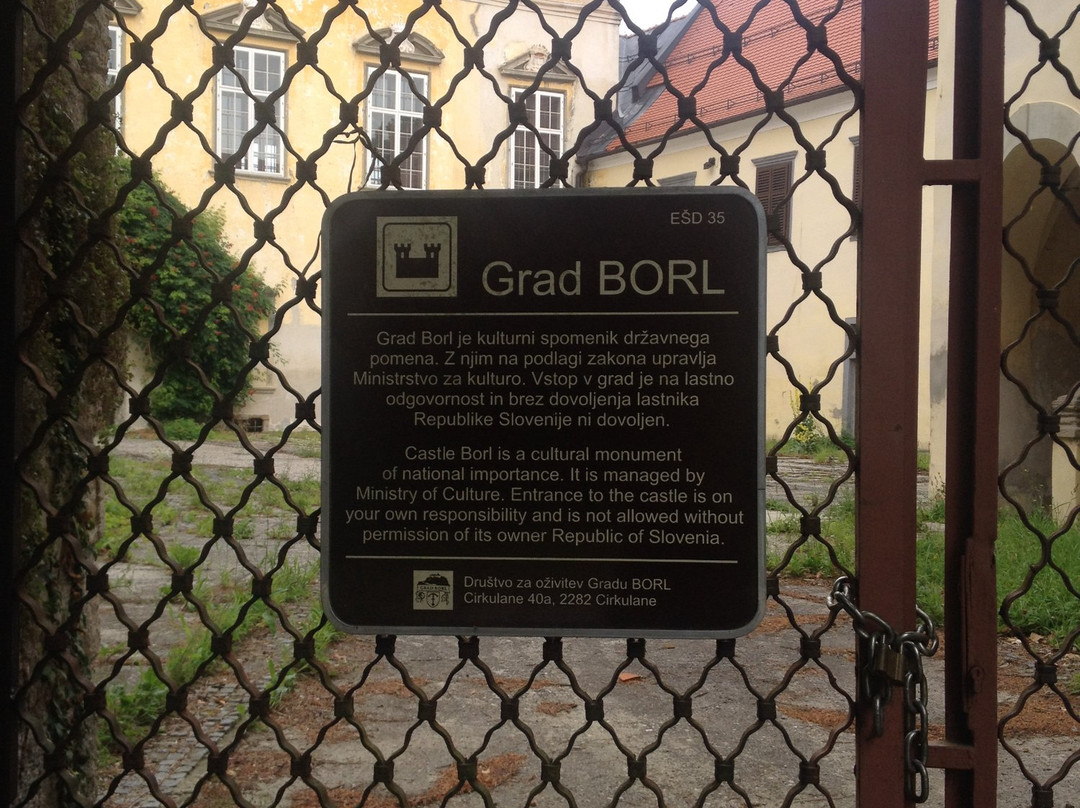 EŠD 35
Grad BORL
Grad Borl je kulturni spomenik državnega
pomena. Z njim na podlagi zakona upravlja
Ministrstvo za kulturo. Vstop v grad je na lastno
odgovornost in brez dovoljenja lastnika
Republike Slovenije ni dovoljen.
Castle Borl is a cultural monument
of national importance. It is managed by
Ministry of Culture. Entrance to the castle is on
your own responsibility and is not allowed without
permission of its owner Republic of Slovenia.
Društvo za oživitev Gradu BORL
Cirkulane 40a, 2282 Cirkulane